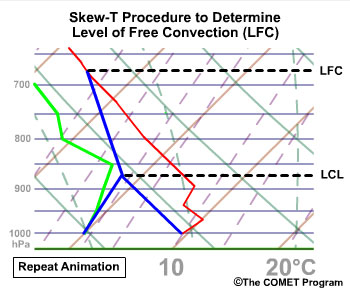 Skew-T Procedure to Determine
Level of Free Convection (LFC)
LFC
700
800
LCL
900
1000
hPa
Repeat Animation
10
20°C
©The COMET Program